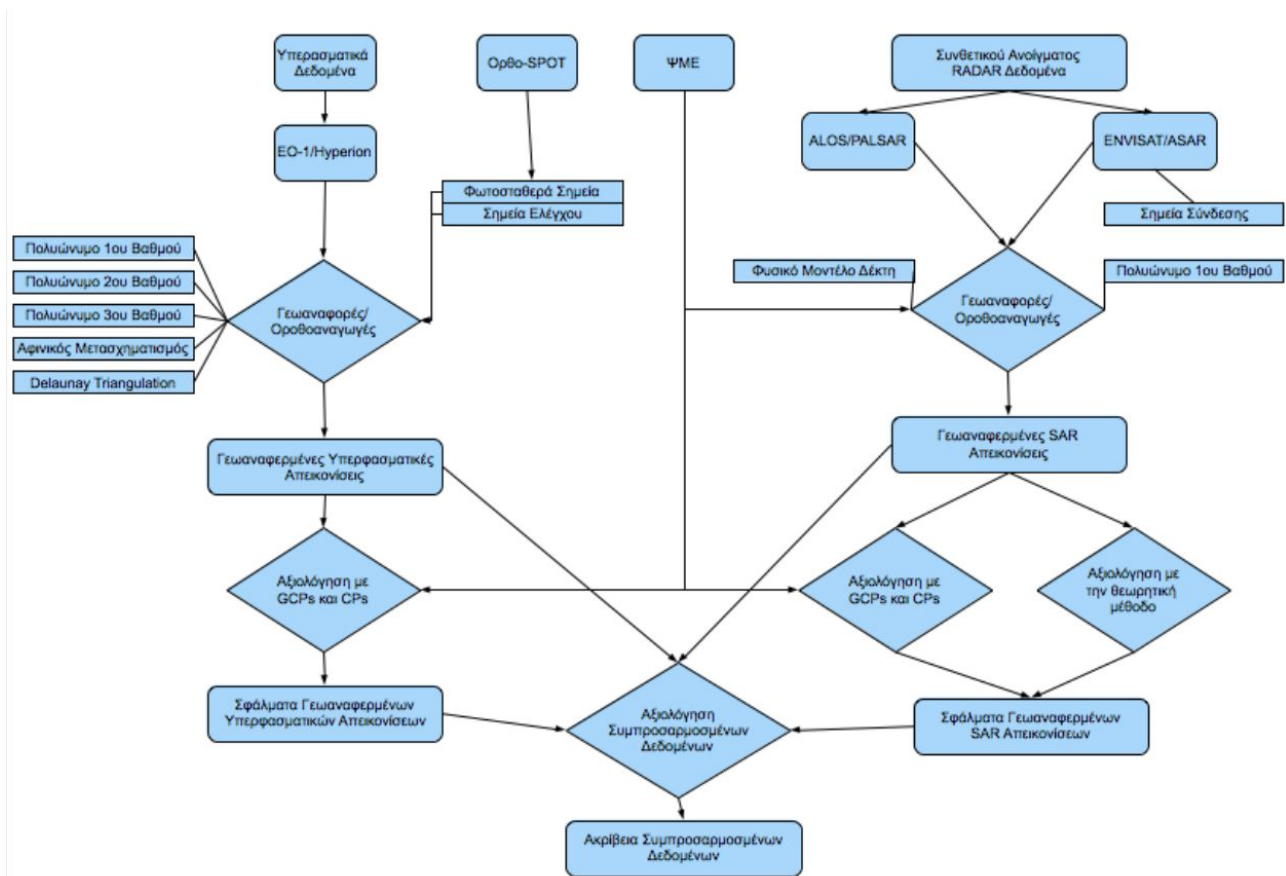 Υπερασματικά
Δεδομένα
Ορθο-SPOT
ΨΜΕ
Συνθετικού Ανοίγματος
RADAR Δεδομένα
EO-1/Hyperion
ALOS/PALSAR
ENVISAT/ASAR
Φωτοσταθερά Σημεία
Σημεία Ελέγχου
Σημεία Σύνδεσης
Πολυώνυμο 1ου Βαθμού
Πολυώνυμο 2ου Βαθμού
Πολυώνυμο 3ου Βαθμού
Αφινικός Μετασχηματισμός
Delaunay Triangulation
Γεωαναφορές/
Οροθοαναγωγές
Φυσικό Μοντέλο Δέκτη
Γεωαναφορές/
Οροθοαναγωγές
Πολυώνυμο 1ου Βαθμού
Γεωαναφερμένες Υπερφασματικές
Απεικονίσεις
Γεωαναφερμένες SAR
Απεικονίσεις
Αξιολόγηση με
GCPs και CPs
Αξιολόγηση με
GCPs και CPs
Αξιολόγηση με
την θεωρητική
μέθοδο
Σφάλματα Γεωαναφερμένων
Υπερφασματικών Απεικονίσεων
Αξιολόγηση
Συμπροσαρμοσμένων
Δεδομένων
Σφάλματα Γεωαναφερμένων
SAR Απεικονίσεων
Ακρίβεια Συμπροσαρμοσμένων
Δεδομένων